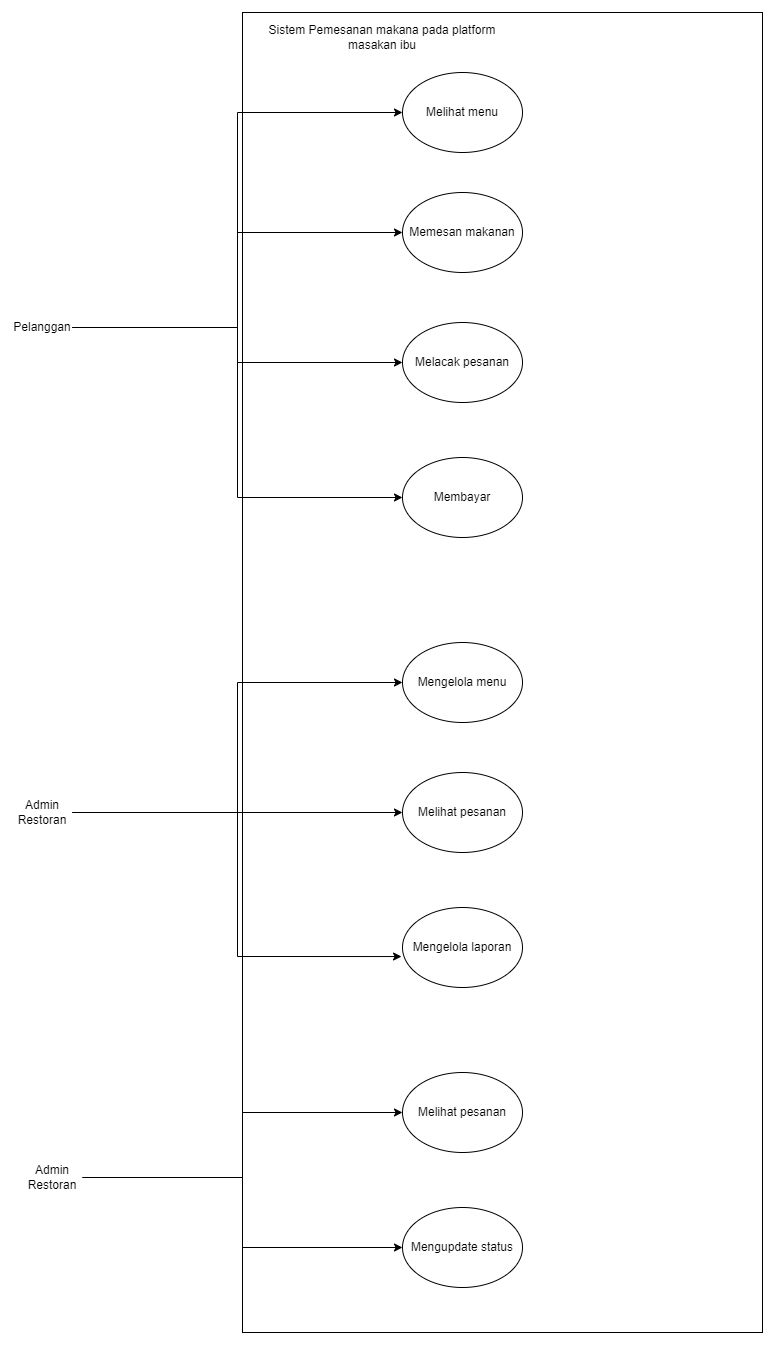 Sistem Pemesanan makana pada platform
masakan ibu
Melihat menu
Memesan makanan
Pelanggan
Melacak pesanan
Membayar
Mengelola menu
Admin
Restoran
Melihat pesanan
Mengelola laporan
Melihat pesanan
Admin
Restoran
Mengupdate status